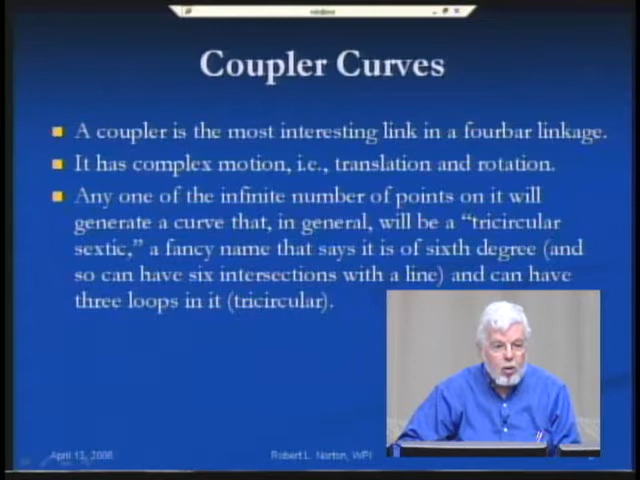 window
Coupler Curves
A coupler is the most interesting link in a fourbar linkage.
It has complex motion, i.e., translation and rotation.
Any one of the infinite number of points on it will
generate a curve that, in general, will be a “tricircular
sextic,” a fancy name that says it is of sixth degree (and
so can have six intersections with a line) and can have
three loops in it (tricircular).
Robert L. Norton, WPI